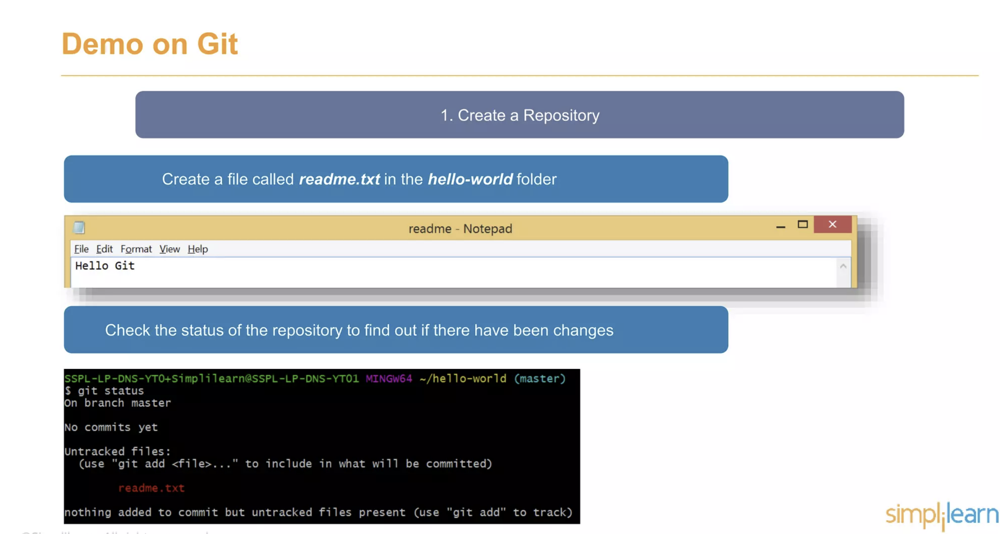 Demo on Git
1. Create a Repository
Create a file called readme.txt in the hello-world folder
readme - Notepad
File Edit Format View Help
Hello Git
Check the status of the repository to find out if there have been changes
SSPL-LP-DNS-YT0+Simplilearn@SSPL-LP-DNS-YT01 MINGW64 ~/hello-world (master)
$ git status
On branch master
No commits yet
Untracked files:
(use "git add <file>..." to include in what will be committed)
readme.txt
nothing added to commit but untracked files present (use "git add" to track)
simplilearn